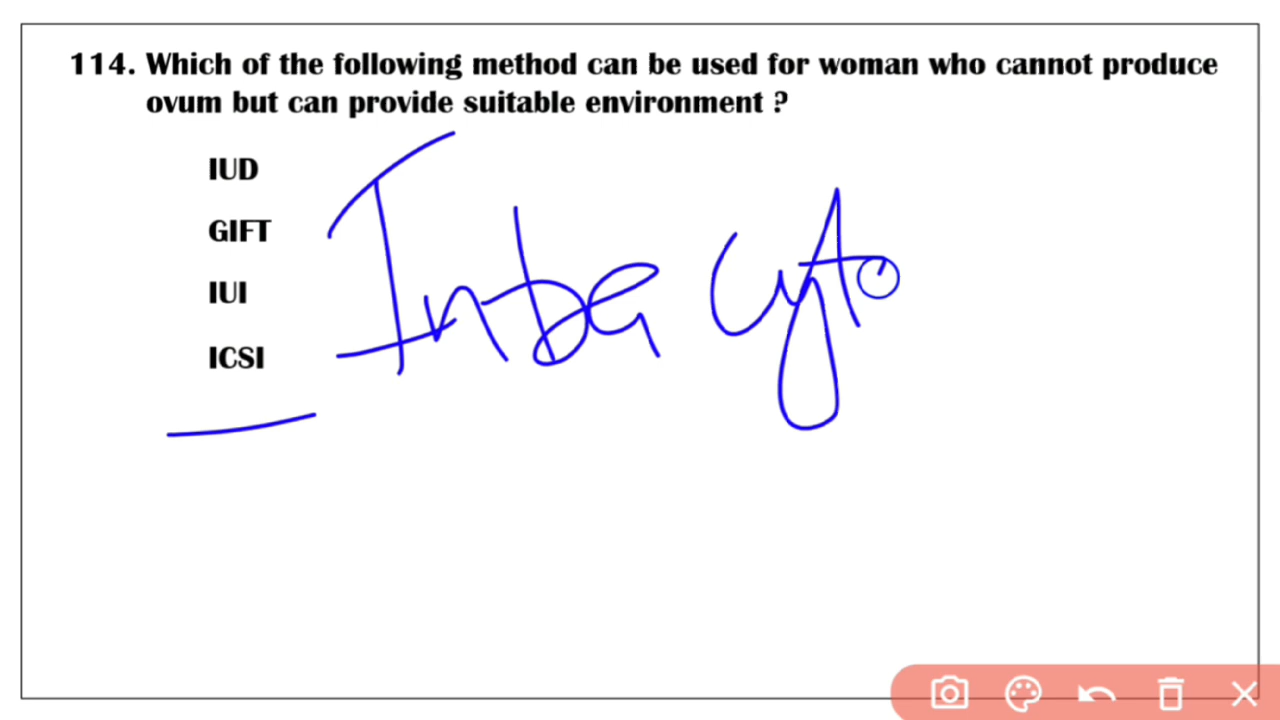 114. Which of the following method can be used for woman who cannot produce
ovum but can provide suitable environment ?
IUD
GIFT
IUI
ICSI
Inba Cyto